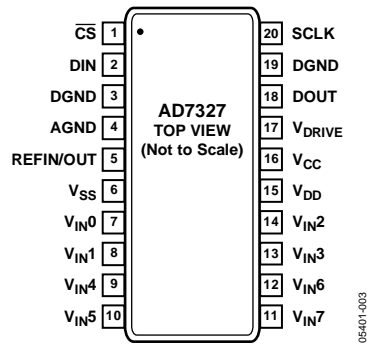 CS 1
DIN 2
DGND 3
AGND 4
REFIN/OUT 5
VSS 6
VIN0 7
VIN1 8
VIN4 9
VIN5 10
AD7327
TOP VIEW
(Not to Scale)
20 SCLK
19 DGND
18 DOUT
17 VDRIVE
16 VCC
15 VDD
14 VIN2
13 VIN3
12 VIN6
11 VIN7
05401-003